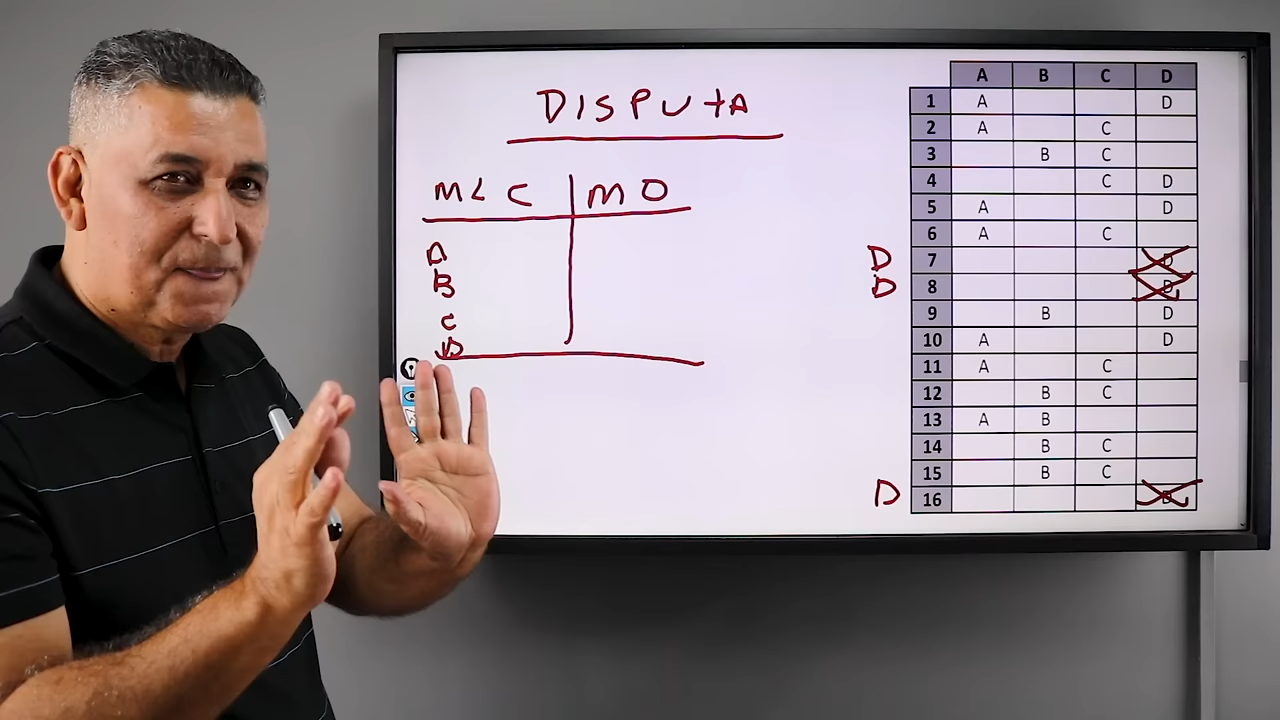 DISPUTA
MLC | MO
A
B
C
D
A B C D
1 A D
2 A C
3 B C
4 C D
5 A D
6 A C
D 7 D
D 8 D
9 B D
10 A D
11 A C
12 B C
13 A B
14 B C
15 B C
D 16 D